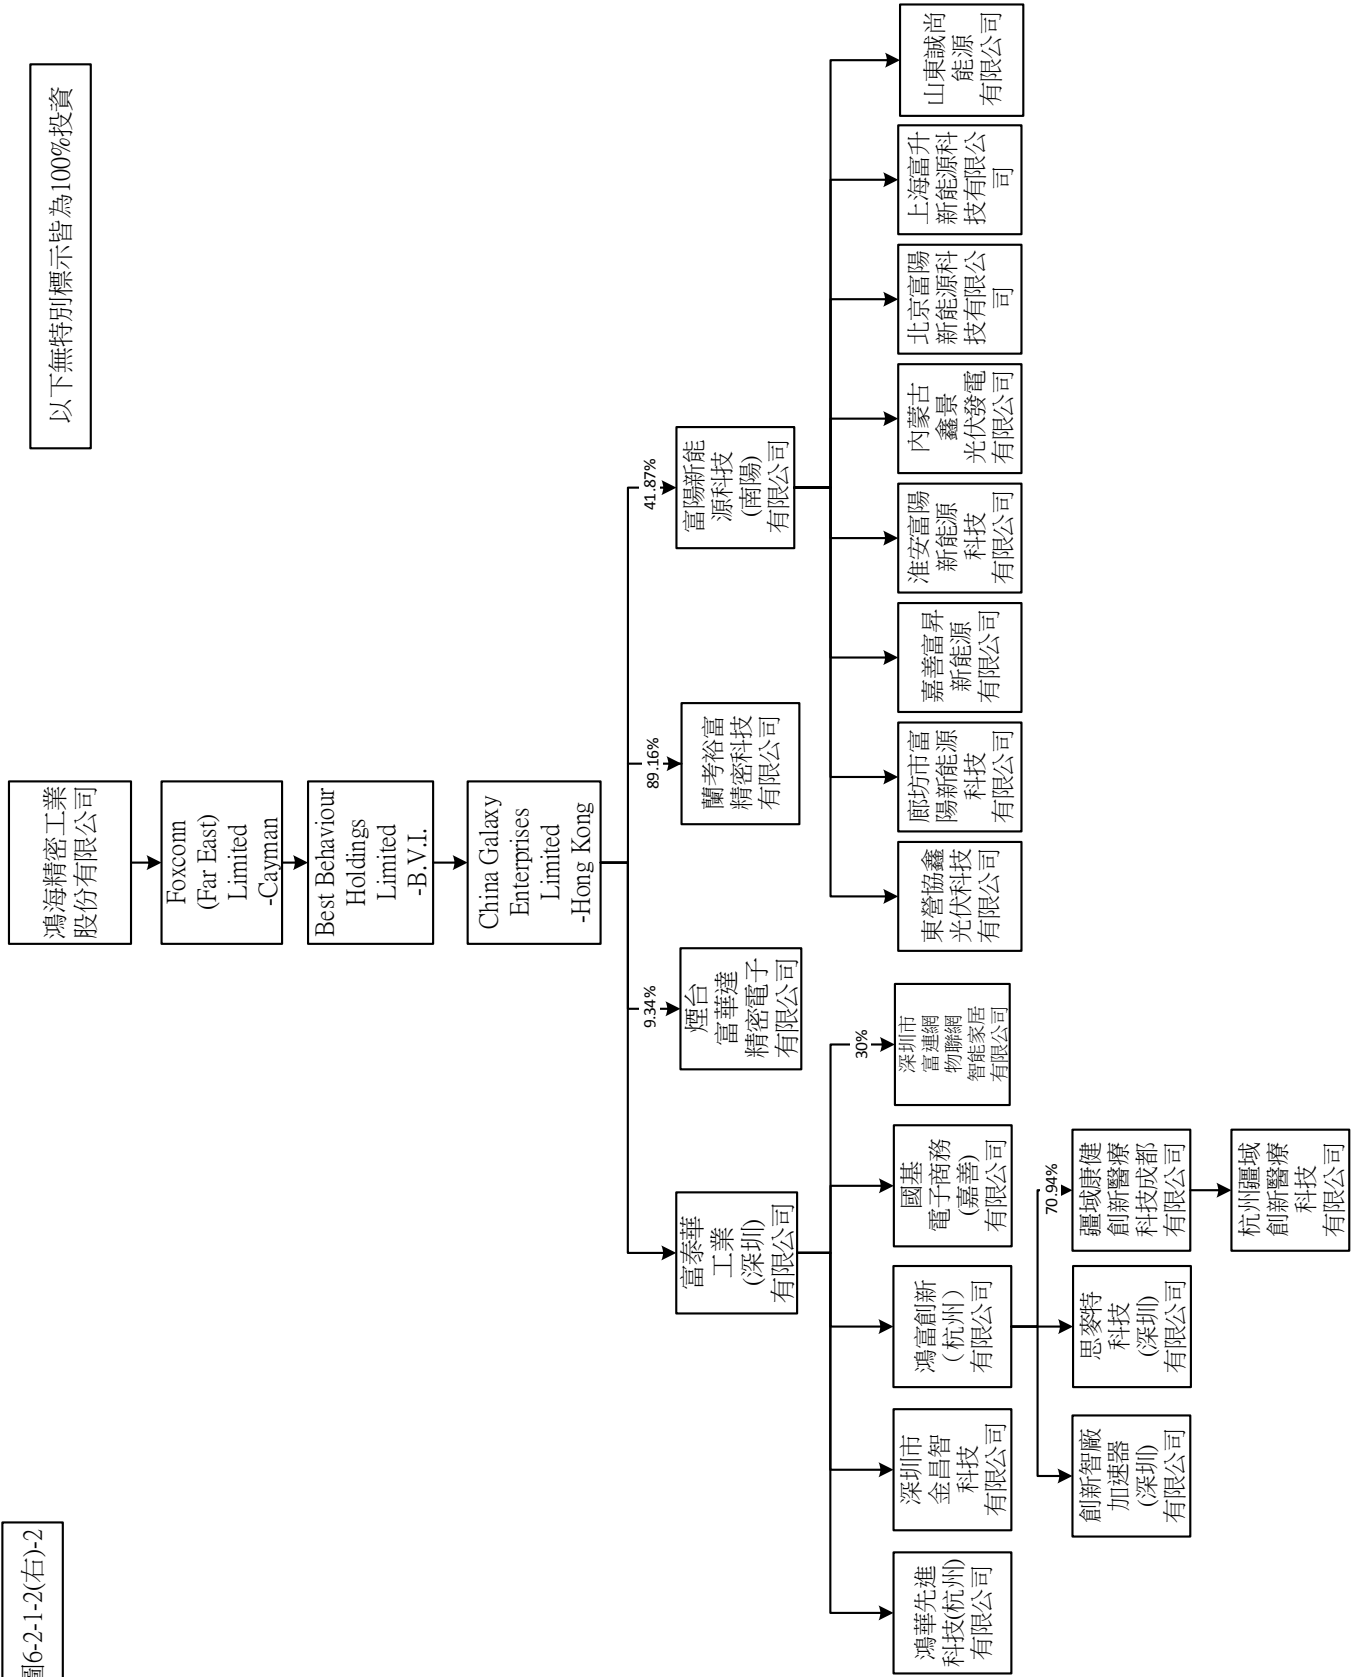 圖6-2-1-2(右)-2
以下無特別標示皆為100%投資
鴻海精密工業
股份有限公司
Foxconn
(Far East)
Limited
-Cayman
Best Behaviour
Holdings
Limited
-B.V.I.
China Galaxy
Enterprises
Limited
-Hong Kong
富泰華
工業
(深圳)
有限公司
9.34%
煙台
富華達
精密電子
有限公司
89.16%
蘭考裕富
精密科技
有限公司
41.87%
富陽新能
源科技
(南陽)
有限公司
鴻華先進
科技(杭州)
有限公司
深圳市
金昌智
科技
有限公司
鴻富創新
(杭州)
有限公司
國基
電子商務
(嘉善)
有限公司
30%
深圳市
富連網
物聯網
智能家居
有限公司
東營協鑫
光伏科技
有限公司
廊坊市富
陽新能源
科技
有限公司
嘉善富昇
新能源
有限公司
淮安富陽
新能源
科技
有限公司
內蒙古
鑫景
光伏發電
有限公司
北京富陽
新能源科
技有限公
司
上海富升
新能源科
技有限公
司
山東誠尚
能源
有限公司
創新智廠
加速器
(深圳)
有限公司
思麥特
科技
(深圳)
有限公司
70.94%
疆域康健
創新醫療
科技成都
有限公司
杭州疆域
創新醫療
科技
有限公司